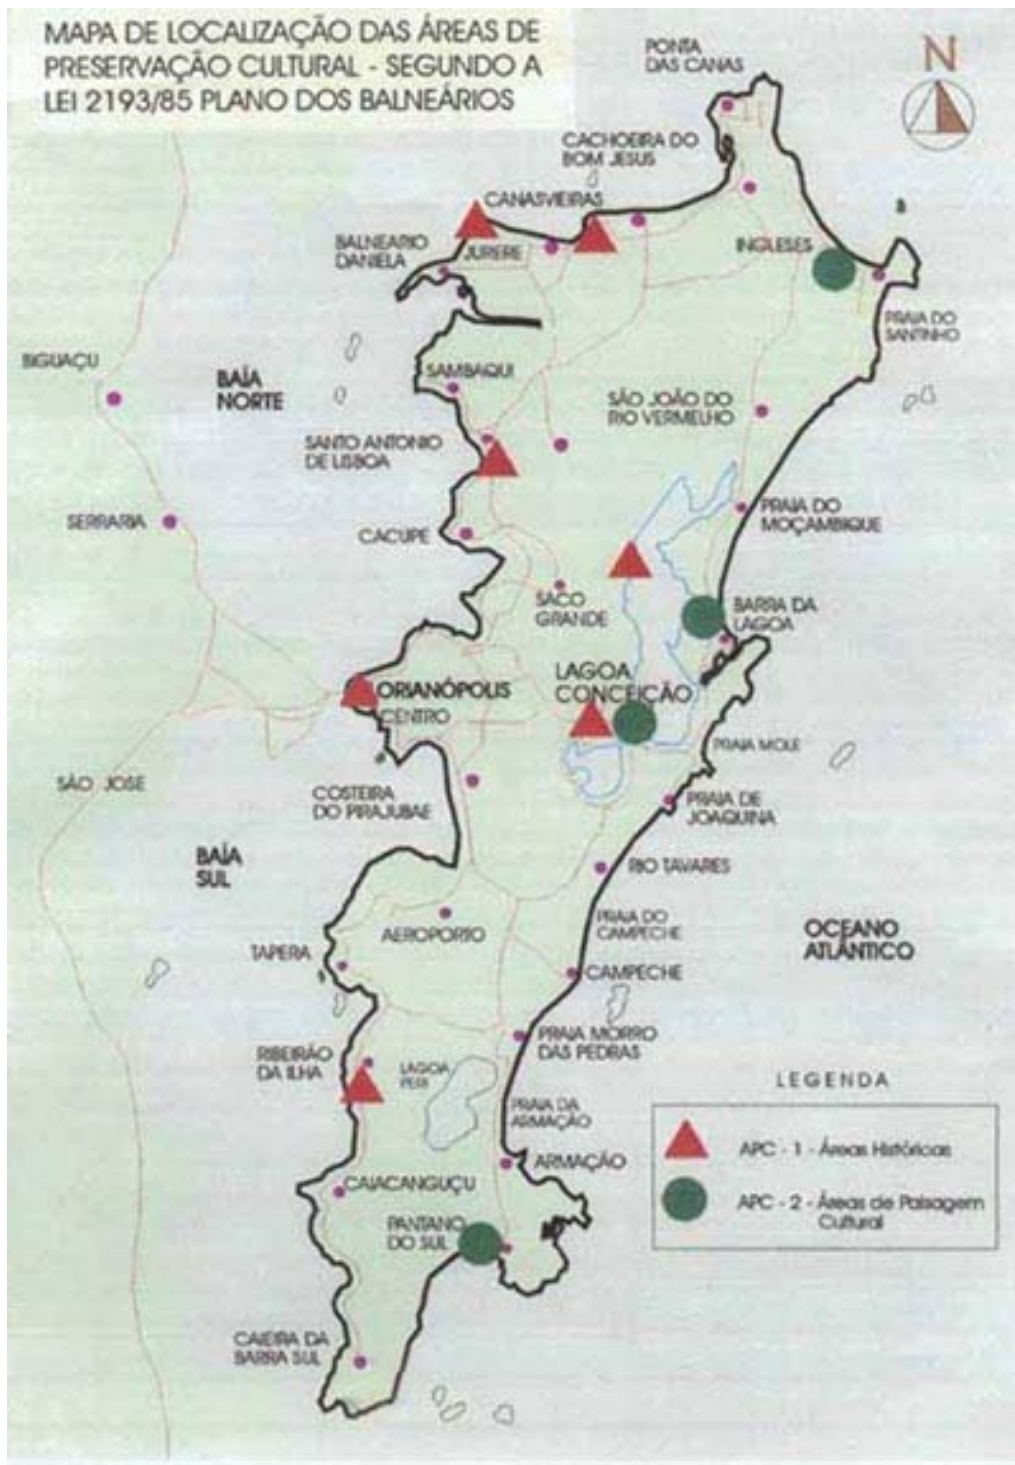 MAPA DE LOCALIZAÇÃO DAS ÁREAS DE
PRESERVAÇÃO CULTURAL - SEGUNDO A
LEI 2193/85 PLANO DOS BALNEÁRIOS
N
PONTA
DAS CANAS
CACHOEIRA DO
BOM JESUS
CANASVIEIRAS
BALNEARIO
DANIELA
JURERE
INGLESES
PRAIA DO
SANTINHO
BIGUAÇU
BAÍA
NORTE
SAMBAQUI
SÃO JOÃO DO
RIO VERMELHO
SANTO ANTONIO
DE LISBOA
SERRARIA
CACUPE
PRAIA DO
MOÇAMBIQUE
SACO
GRANDE
BARRA DA
LAGOA
LAGOA
CONCEIÇÃO
ORIANÓPOLIS
CENTRO
PRAIA MOLE
SÃO JOSE
COSTEIRA
DO PIRAJUBAE
PRAIA DE
JOAQUINA
BAÍA
SUL
RIO TAVARES
PRAIA DO
CAMPECHE
OCEANO
ATLÂNTICO
AEROPORTO
TAPERA
CAMPECHE
PRAIA MORRO
DAS PEDRAS
RIBEIRÃO
DA ILHA
LAGOA
PERI
PRAIA DA
ARMAÇÃO
LEGENDA
APC - 1 - Áreas Históricas
APC - 2 - Áreas de Paisagem
Cultural
ARMAÇÃO
CAIACANGUÇU
PANTANO
DO SUL
CAIEIRA DA
BARRA SUL